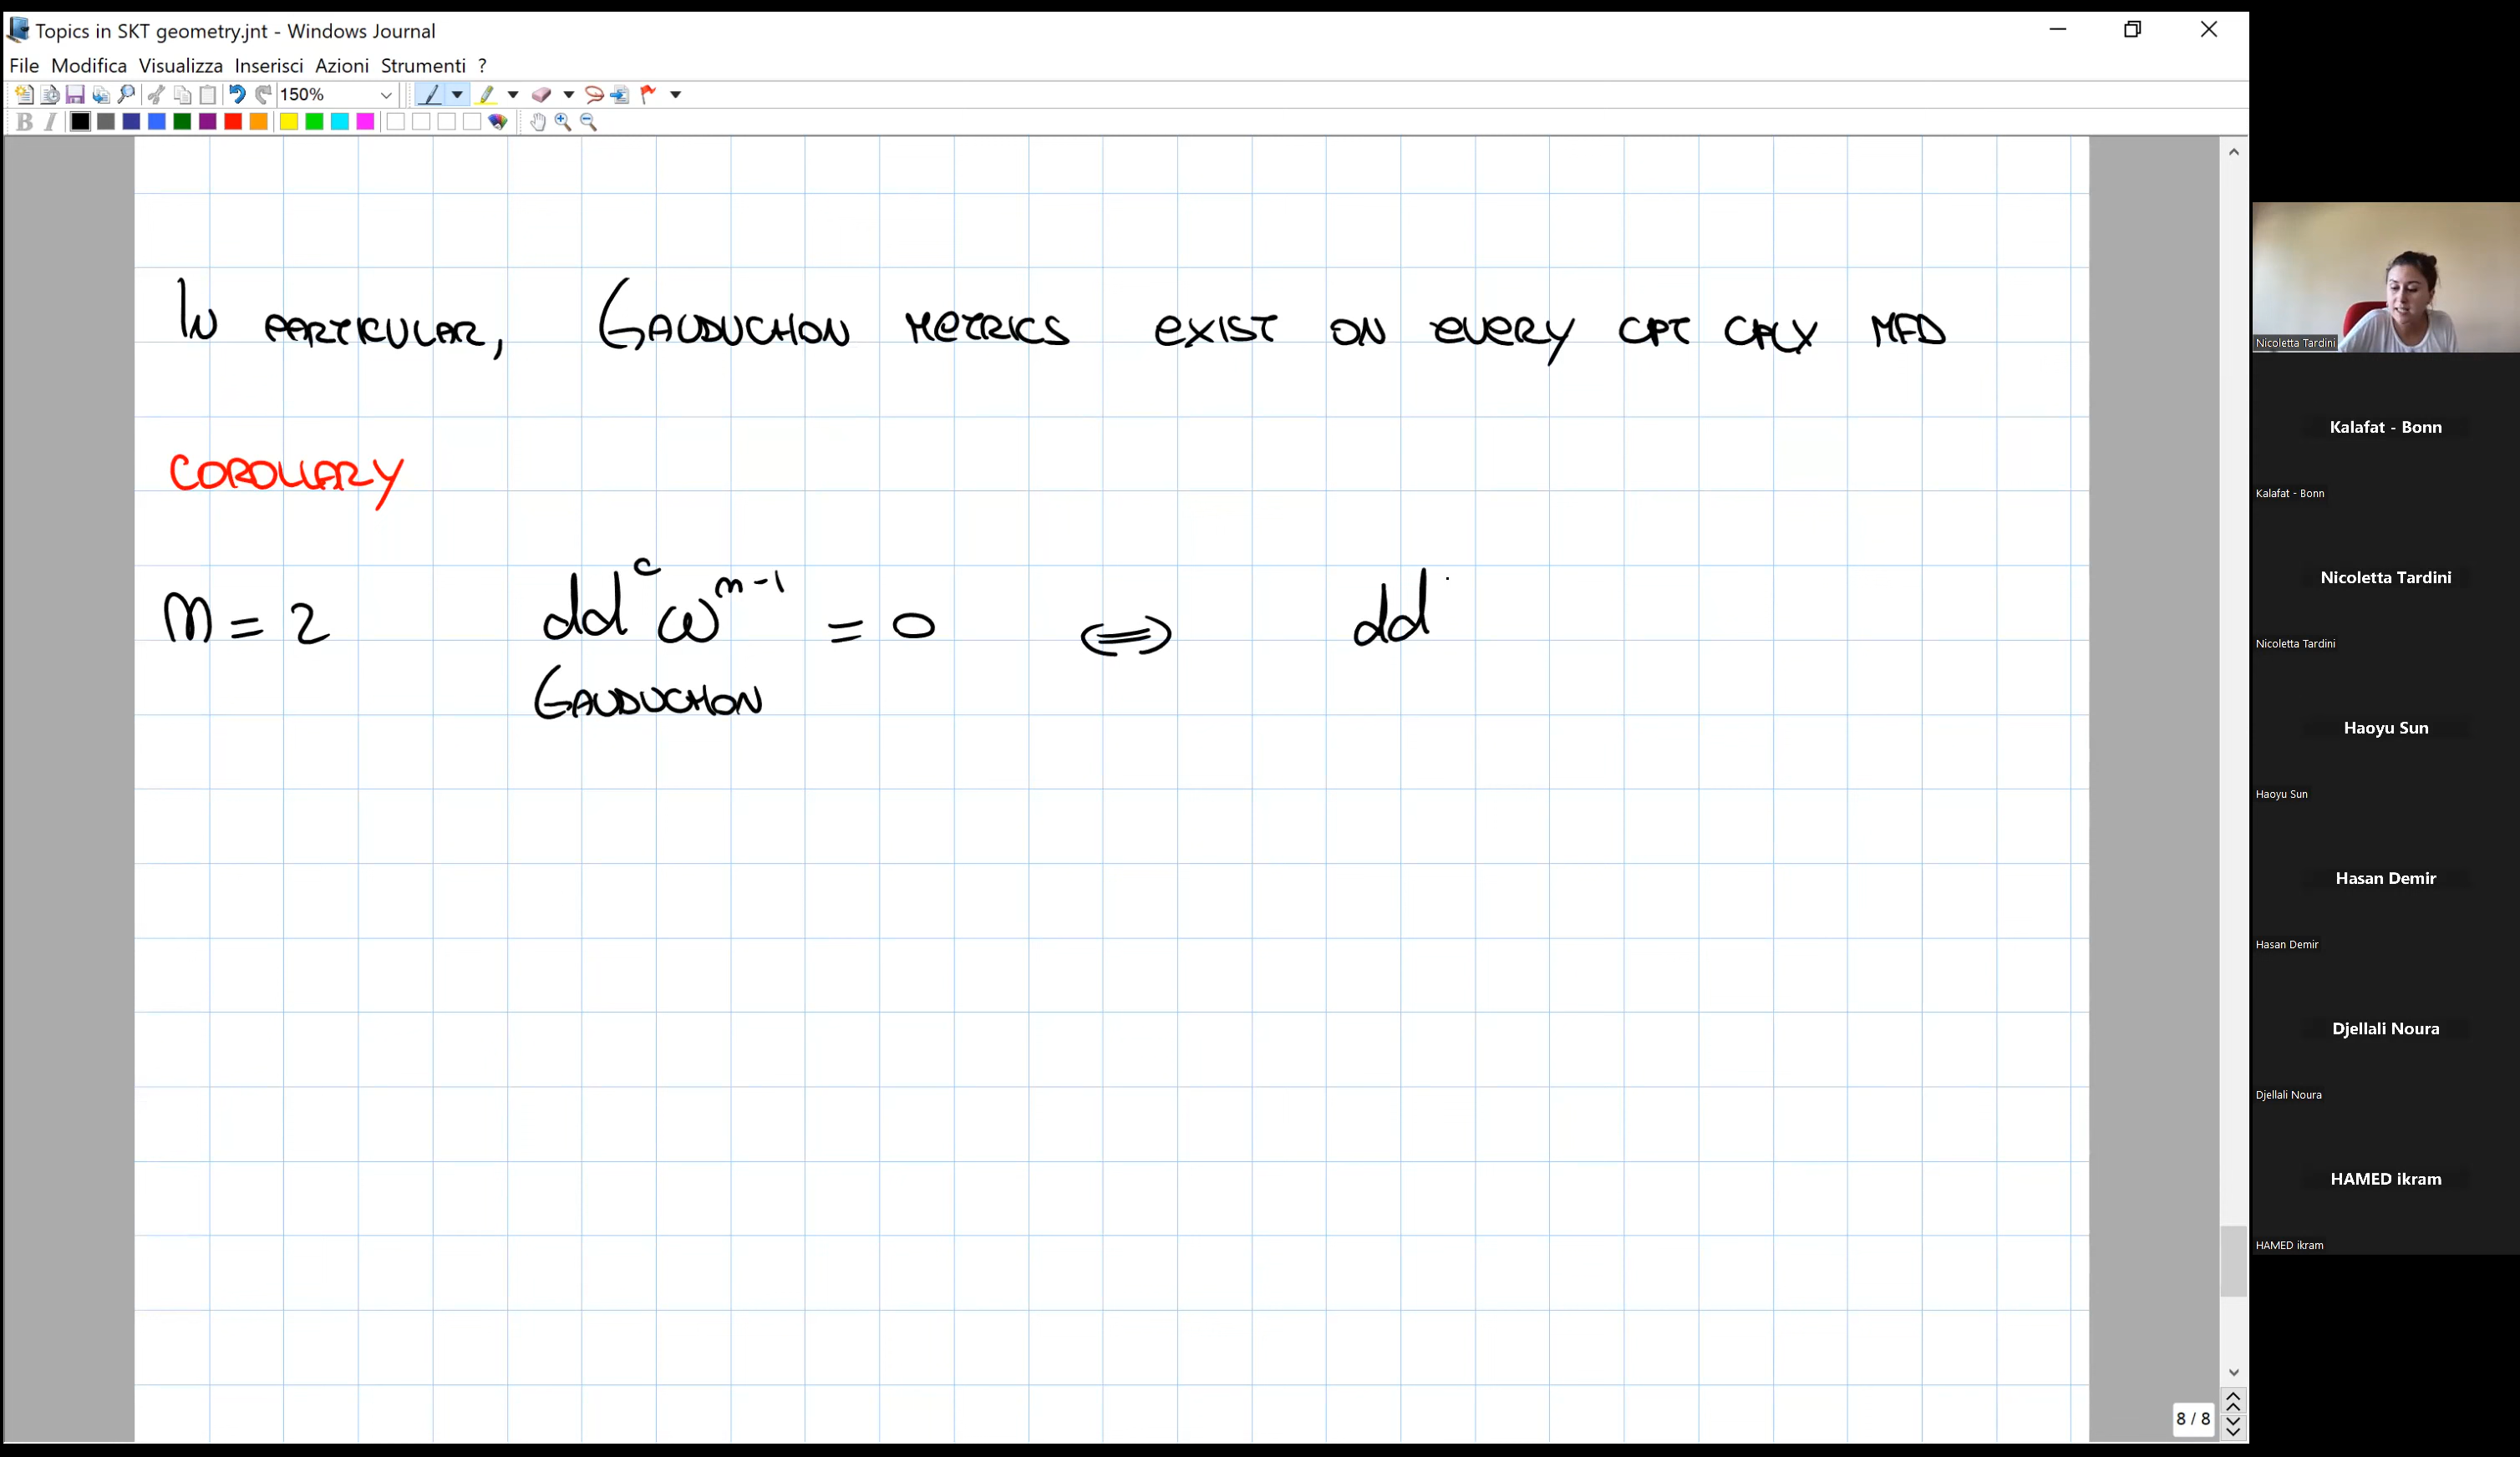 Topics in SKT geometry.jnt - Windows Journal
File Modifica Visualizza Inserisci Azioni Strumenti ?
150%
B I
IN PARTICULAR, GAUDUCHON METRICS EXIST ON EVERY CPT CPLX MFD
COROLLARY
m = 2 dd^c ω^{m-1} = 0 ⟺ dd
GAUDUCHON
8 / 8
Nicoletta Tardini
Kalafat - Bonn
Kalafat - Bonn
Nicoletta Tardini
Nicoletta Tardini
Haoyu Sun
Haoyu Sun
Hasan Demir
Hasan Demir
Djellali Noura
Djellali Noura
HAMED ikram
HAMED ikram